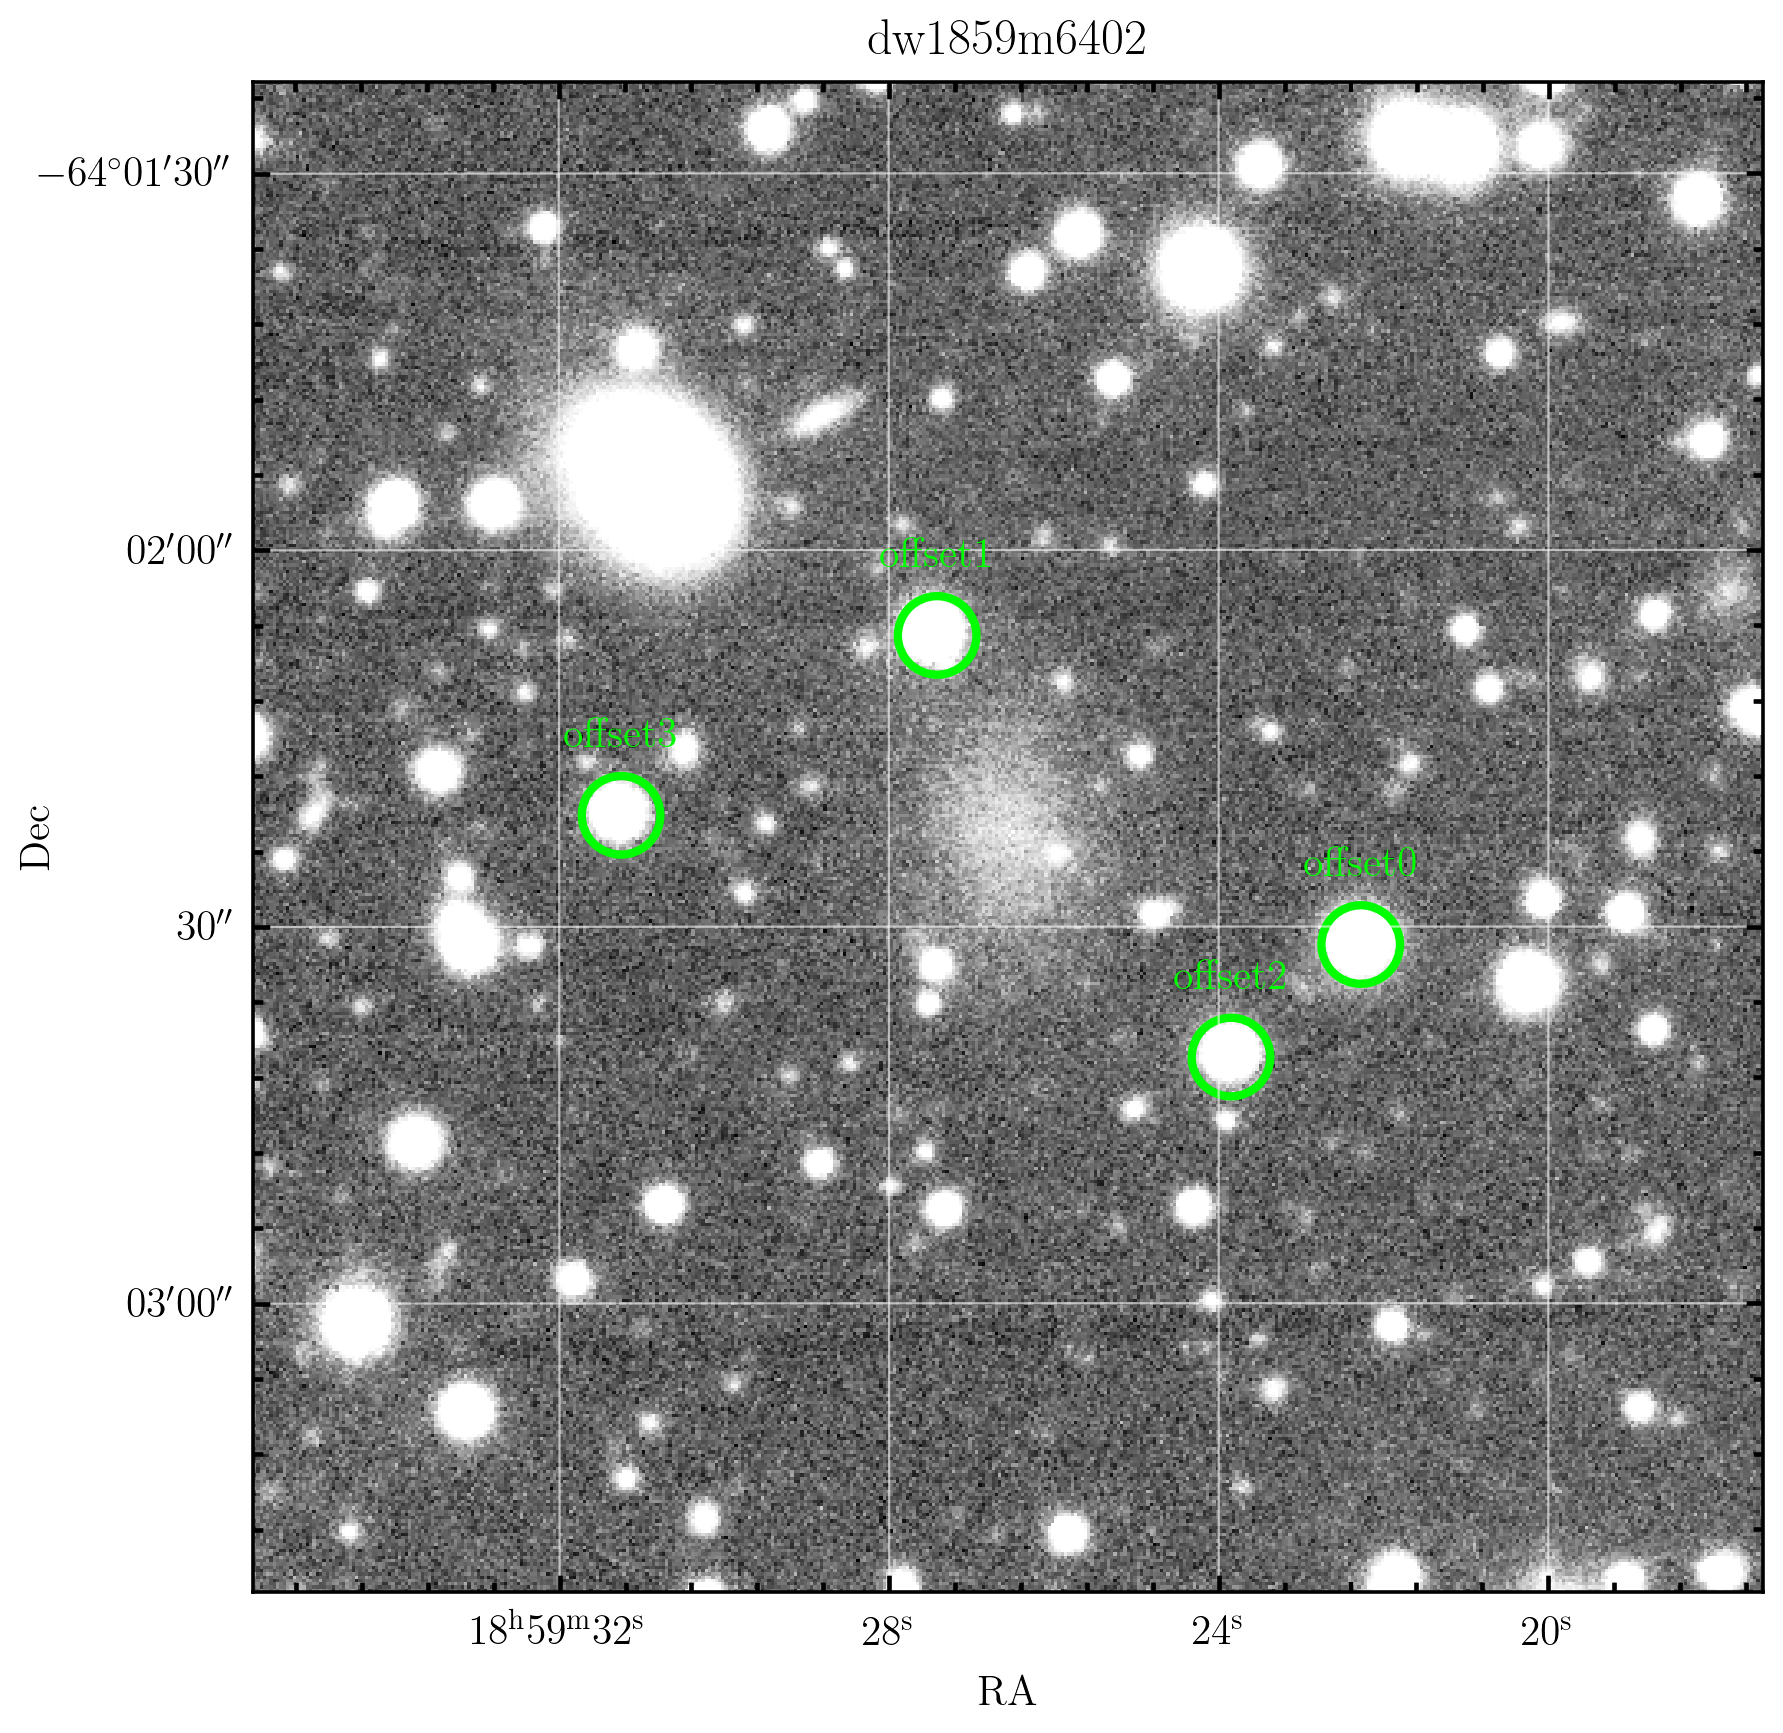 dw1859m6402
−64°01′30″
02′00″
offset1
offset3
Dec
offset0
30″
offset2
03′00″
18ʰ59ᵐ32ˢ 28ˢ 24ˢ 20ˢ
RA